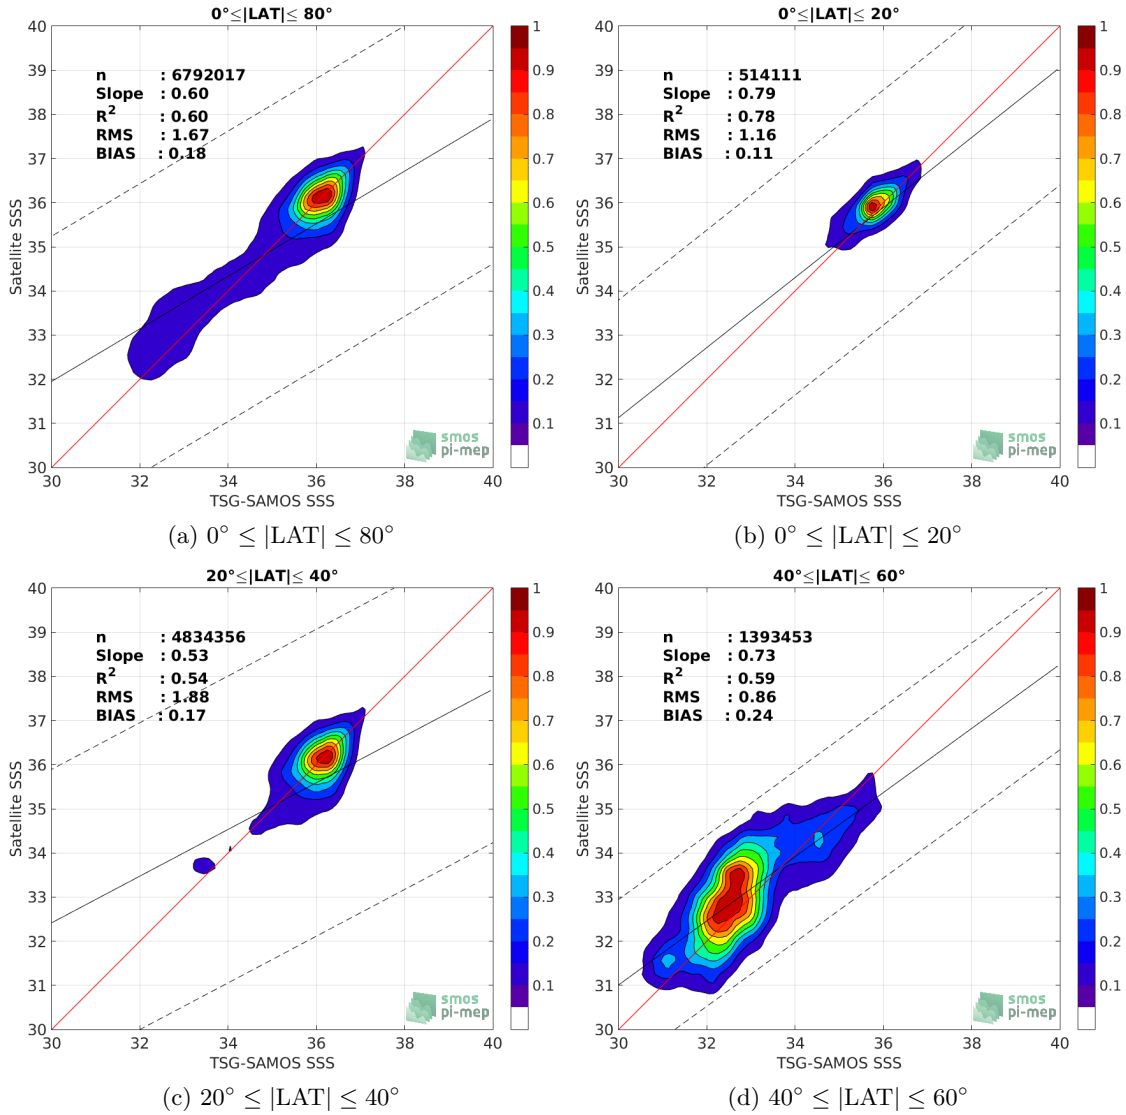 0°≤|LAT|≤ 80°
n : 6792017
Slope : 0.60
R² : 0.60
RMS : 1.67
BIAS : 0.18
Satellite SSS
40
39
38
37
36
35
34
33
32
31
30
30 32 34 36 38 40
TSG-SAMOS SSS
1
0.9
0.8
0.7
0.6
0.5
0.4
0.3
0.2
0.1
smos
pi-mep
(a) 0° ≤ |LAT| ≤ 80°
0°≤|LAT|≤ 20°
n : 514111
Slope : 0.79
R² : 0.78
RMS : 1.16
BIAS : 0.11
Satellite SSS
40
39
38
37
36
35
34
33
32
31
30
30 32 34 36 38 40
TSG-SAMOS SSS
1
0.9
0.8
0.7
0.6
0.5
0.4
0.3
0.2
0.1
smos
pi-mep
(b) 0° ≤ |LAT| ≤ 20°
20°≤|LAT|≤ 40°
n : 4834356
Slope : 0.53
R² : 0.54
RMS : 1.88
BIAS : 0.17
Satellite SSS
40
39
38
37
36
35
34
33
32
31
30
30 32 34 36 38 40
TSG-SAMOS SSS
1
0.9
0.8
0.7
0.6
0.5
0.4
0.3
0.2
0.1
smos
pi-mep
(c) 20° ≤ |LAT| ≤ 40°
40°≤|LAT|≤ 60°
n : 1393453
Slope : 0.73
R² : 0.59
RMS : 0.86
BIAS : 0.24
Satellite SSS
40
39
38
37
36
35
34
33
32
31
30
30 32 34 36 38 40
TSG-SAMOS SSS
1
0.9
0.8
0.7
0.6
0.5
0.4
0.3
0.2
0.1
smos
pi-mep
(d) 40° ≤ |LAT| ≤ 60°